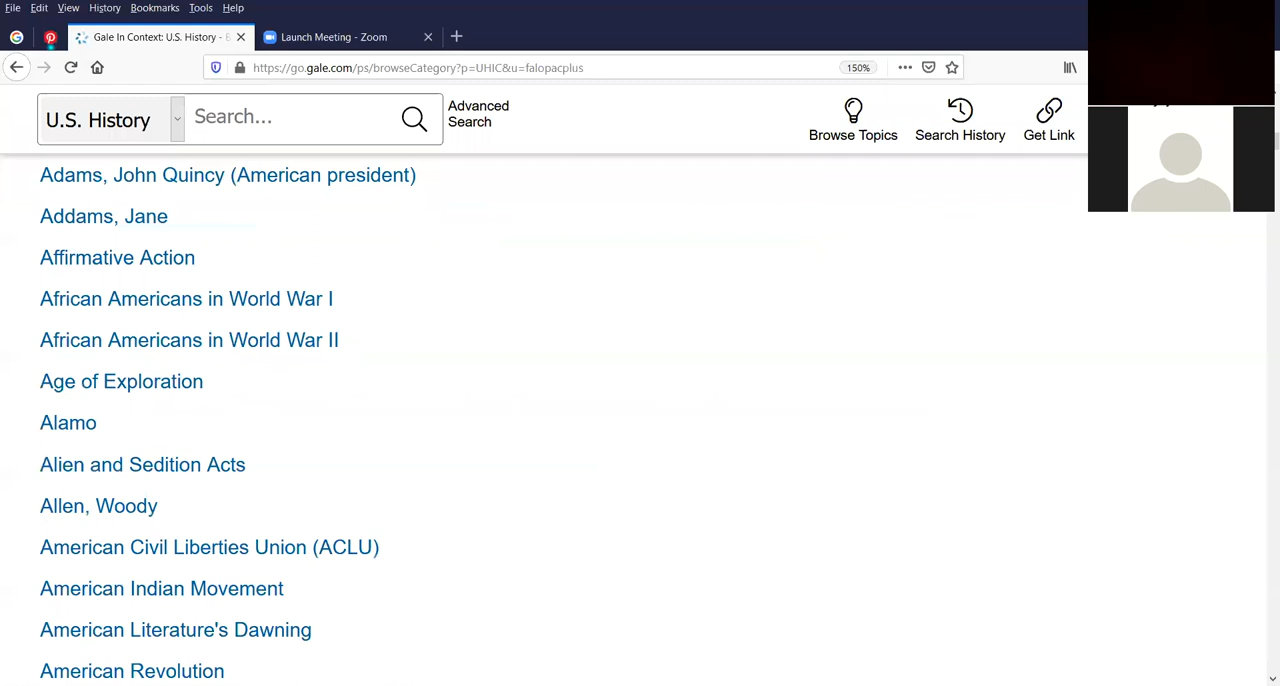 File Edit View History Bookmarks Tools Help
Gale In Context: U.S. History -
Launch Meeting - Zoom
https://go.gale.com/ps/browseCategory?p=UHIC&u=falopacplus
150%
U.S. History
Search...
Advanced
Search
Browse Topics
Search History
Get Link
Adams, John Quincy (American president)
Addams, Jane
Affirmative Action
African Americans in World War I
African Americans in World War II
Age of Exploration
Alamo
Alien and Sedition Acts
Allen, Woody
American Civil Liberties Union (ACLU)
American Indian Movement
American Literature's Dawning
American Revolution